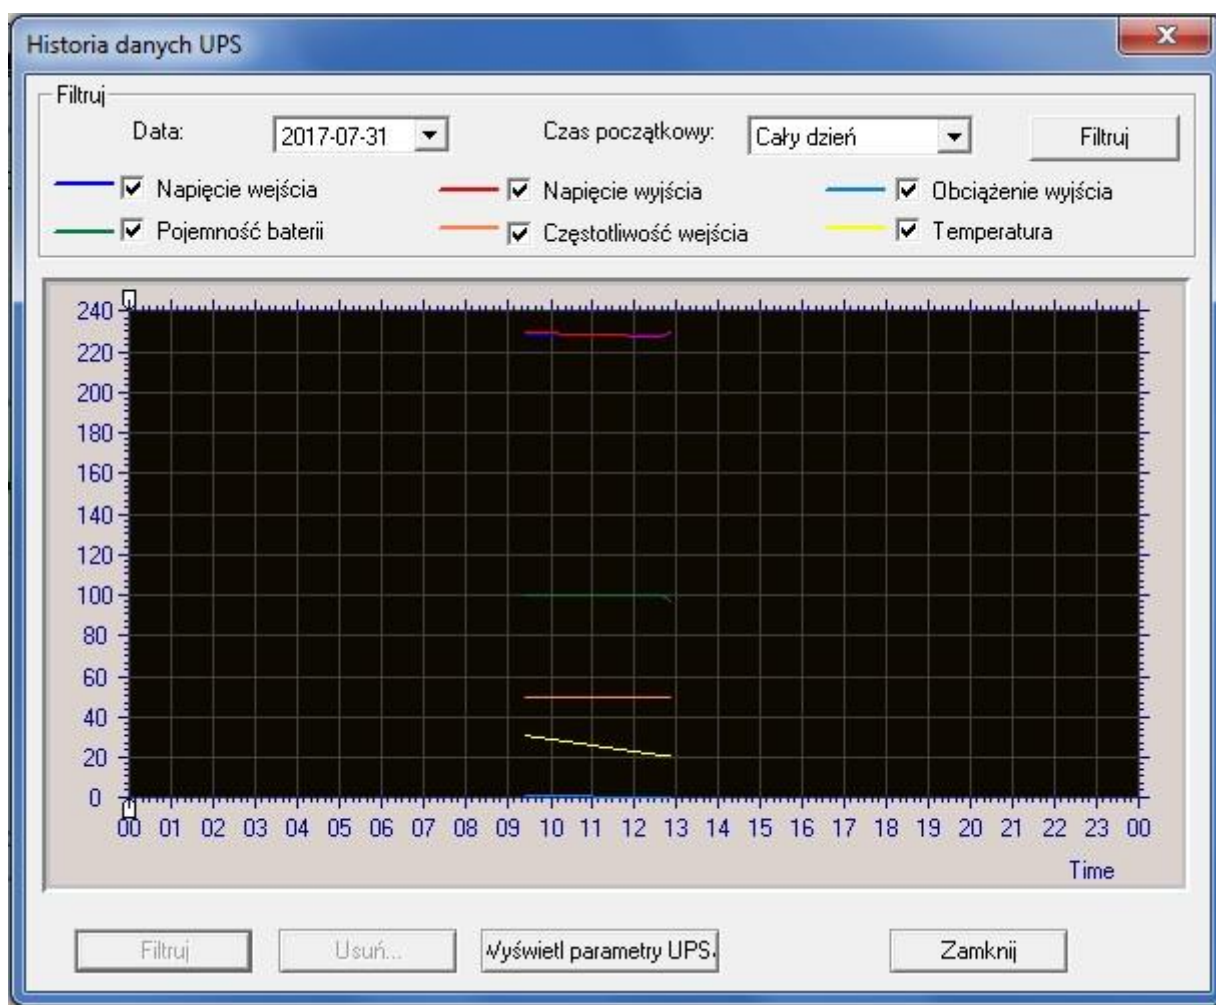 Historia danych UPS
Filtruj
Data: 2017-07-31 Czas początkowy: Cały dzień Filtruj
Napięcie wejścia Napięcie wyjścia Obciążenie wyjścia
Pojemność baterii Częstotliwość wejścia Temperatura
240
220
200
180
160
140
120
100
80
60
40
20
0
00 01 02 03 04 05 06 07 08 09 10 11 12 13 14 15 16 17 18 19 20 21 22 23 00
Time
Filtruj Usuń... Wyświetl parametry UPS. Zamknij